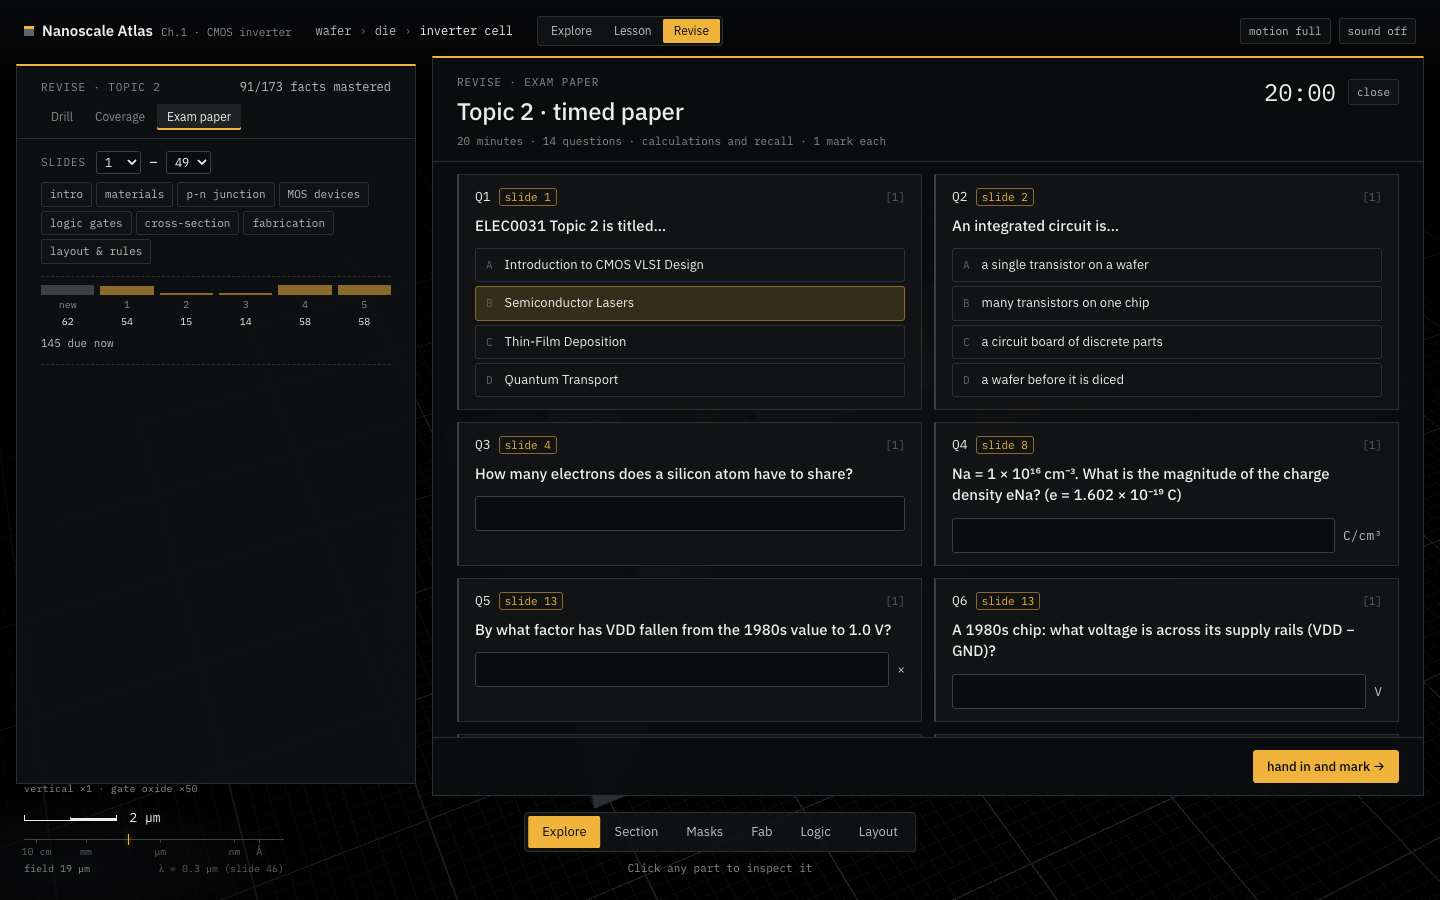 Nanoscale Atlas Ch.1 · CMOS inverter wafer › die › inverter cell Explore Lesson Revise motion full sound off
REVISE · TOPIC 2 91/173 facts mastered
Drill Coverage Exam paper
SLIDES 1 – 49
intro materials p-n junction MOS devices
logic gates cross-section fabrication
layout & rules
new 1 2 3 4 5
62 54 15 14 58 58
145 due now
REVISE · EXAM PAPER
Topic 2 · timed paper
20 minutes · 14 questions · calculations and recall · 1 mark each
20:00 close
Q1 slide 1 [1]
ELEC0031 Topic 2 is titled...
A Introduction to CMOS VLSI Design
B Semiconductor Lasers
C Thin-Film Deposition
D Quantum Transport
Q2 slide 2 [1]
An integrated circuit is...
A a single transistor on a wafer
B many transistors on one chip
C a circuit board of discrete parts
D a wafer before it is diced
Q3 slide 4 [1]
How many electrons does a silicon atom have to share?
Q4 slide 8 [1]
Na = 1 × 10¹⁶ cm⁻³. What is the magnitude of the charge
density eNa? (e = 1.602 × 10⁻¹⁹ C)
C/cm³
Q5 slide 13 [1]
By what factor has VDD fallen from the 1980s value to 1.0 V?
×
Q6 slide 13 [1]
A 1980s chip: what voltage is across its supply rails (VDD –
GND)?
V
hand in and mark →
vertical ×1 · gate oxide ×50
2 µm
10 cm mm µm nm Å
field 19 µm λ = 0.3 µm (slide 46)
Explore Section Masks Fab Logic Layout
Click any part to inspect it